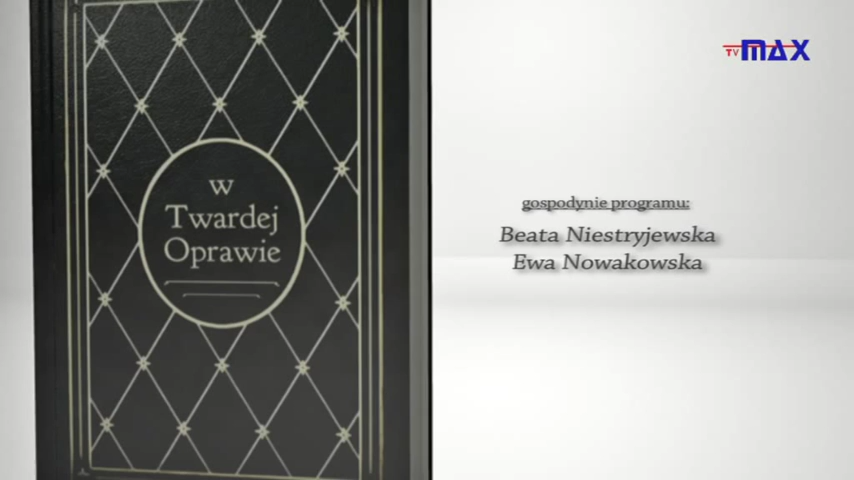 w
Twardej
Oprawie
TV MAX
gospodynie programu:
Beata Niestryjewska
Ewa Nowakowska